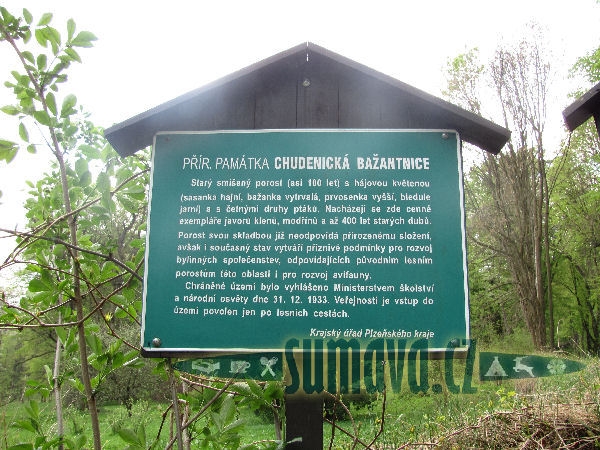 PŘÍR. PAMÁTKA CHUDENICKÁ BAŽANTNICE
Starý smíšený porost (asi 100 let) s hájovou květenou
(sasanka hajní, bažanka vytrvalá, prvosenka vyšší, bledule
jarní) a s četnými druhy ptáků. Nacházejí se zde cenné
exempláře javoru klenu, modřínů a až 400 let starých dubů.
Porost svou skladbou již neodpovídá přirozenému složení,
avšak i současný stav vytváří příznivé podmínky pro rozvoj
bylinných společenstev, odpovídajících původním lesním
porostům této oblasti i pro rozvoj avifauny.
Chráněné území bylo vyhlášeno Ministerstvem školství
a národní osvěty dne 31. 12. 1933. Veřejnosti je vstup do
území povolen jen po lesních cestách.
Krajský úřad Plzeňského kraje
sumava.cz